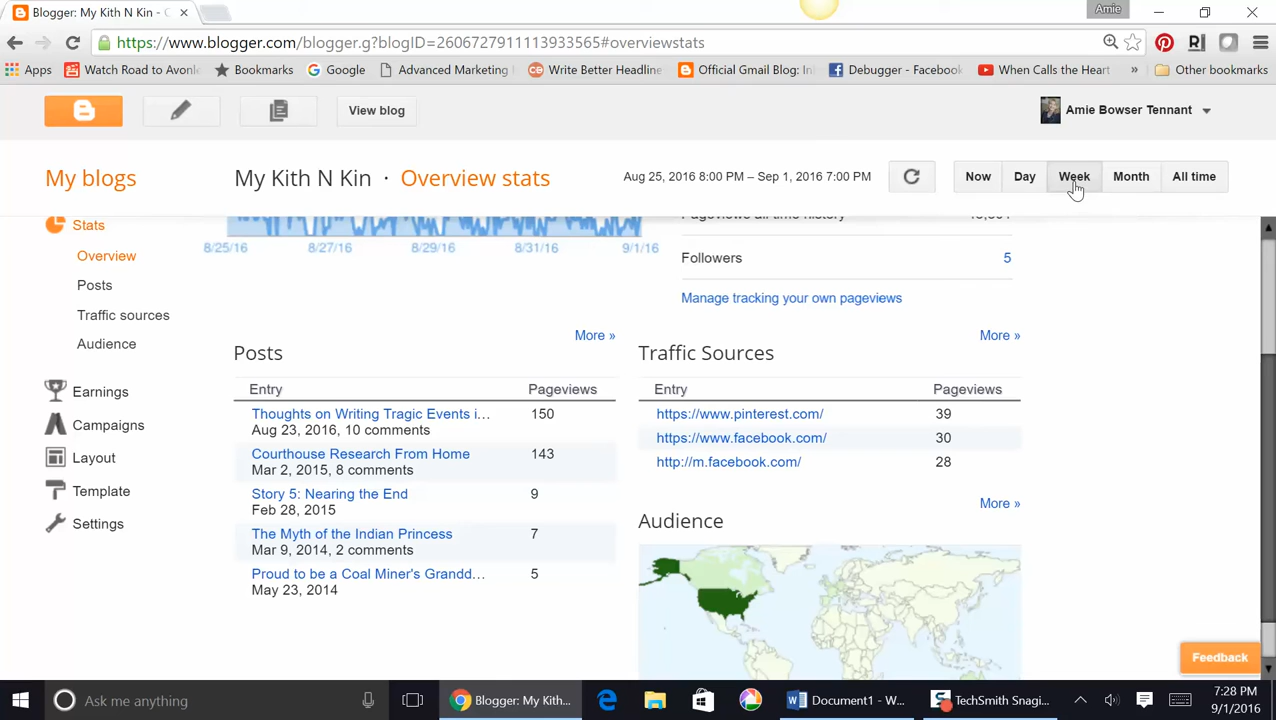 Blogger: My Kith N Kin - C
Amie
https://www.blogger.com/blogger.g?blogID=2606727911113933565#overviewstats
Apps
Watch Road to Avonle
Bookmarks
Google
Advanced Marketing
Write Better Headline
Official Gmail Blog: In
Debugger - Facebook
When Calls the Heart
»
Other bookmarks
View blog
Amie Bowser Tennant
My blogs
My Kith N Kin · Overview stats
Aug 25, 2016 8:00 PM – Sep 1, 2016 7:00 PM
Now
Day
Week
Month
All time
Stats
Overview
Posts
Traffic sources
Audience
Earnings
Campaigns
Layout
Template
Settings
8/25/16 8/27/16 8/29/16 8/31/16 9/1/16
Pageviews all time history
Followers 5
Manage tracking your own pageviews
More »
Posts
Entry Pageviews
Thoughts on Writing Tragic Events i... 150
Aug 23, 2016, 10 comments
Courthouse Research From Home 143
Mar 2, 2015, 8 comments
Story 5: Nearing the End 9
Feb 28, 2015
The Myth of the Indian Princess 7
Mar 9, 2014, 2 comments
Proud to be a Coal Miner's Grandd... 5
May 23, 2014
More »
Traffic Sources
Entry Pageviews
https://www.pinterest.com/ 39
https://www.facebook.com/ 30
http://m.facebook.com/ 28
More »
Audience
Feedback
Ask me anything
Blogger: My Kith...
Document1 - W...
TechSmith Snagi...
7:28 PM
9/1/2016